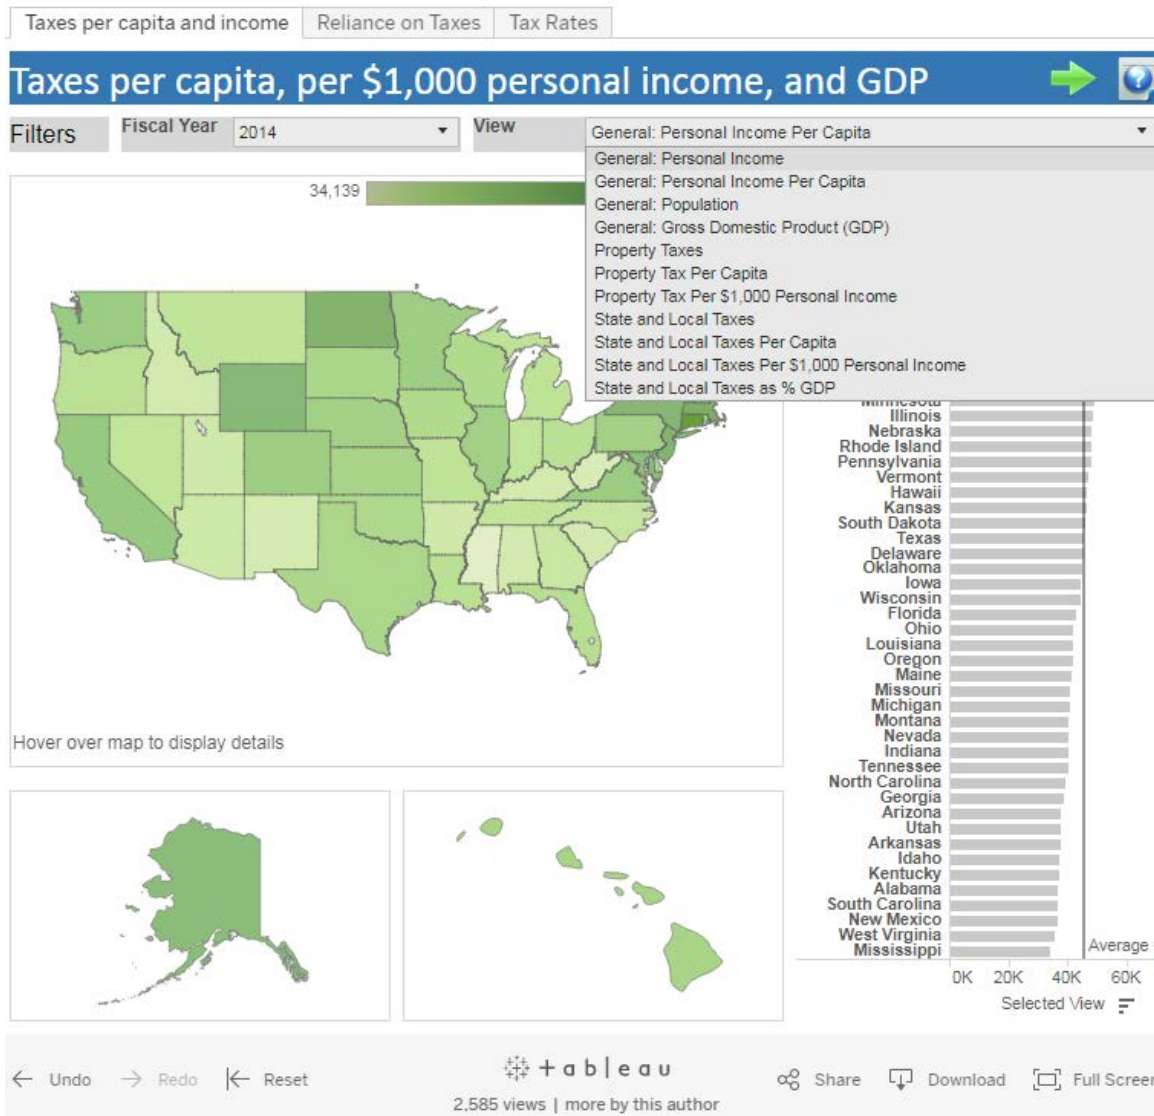 Taxes per capita and income
Reliance on Taxes
Tax Rates
Taxes per capita, per $1,000 personal income, and GDP
Filters
Fiscal Year
2014
View
General: Personal Income Per Capita
General: Personal Income
General: Personal Income Per Capita
General: Population
General: Gross Domestic Product (GDP)
Property Taxes
Property Tax Per Capita
Property Tax Per $1,000 Personal Income
State and Local Taxes
State and Local Taxes Per Capita
State and Local Taxes Per $1,000 Personal Income
State and Local Taxes as % GDP
34,139
Minnesota
Illinois
Nebraska
Rhode Island
Pennsylvania
Vermont
Hawaii
Kansas
South Dakota
Texas
Delaware
Oklahoma
Iowa
Wisconsin
Florida
Ohio
Louisiana
Oregon
Maine
Missouri
Michigan
Montana
Nevada
Indiana
Tennessee
North Carolina
Georgia
Arizona
Utah
Arkansas
Idaho
Kentucky
Alabama
South Carolina
New Mexico
West Virginia
Mississippi
Average
0K 20K 40K 60K
Selected View
Hover over map to display details
Undo
Redo
Reset
+ableau
2,585 views | more by this author
Share
Download
Full Screen